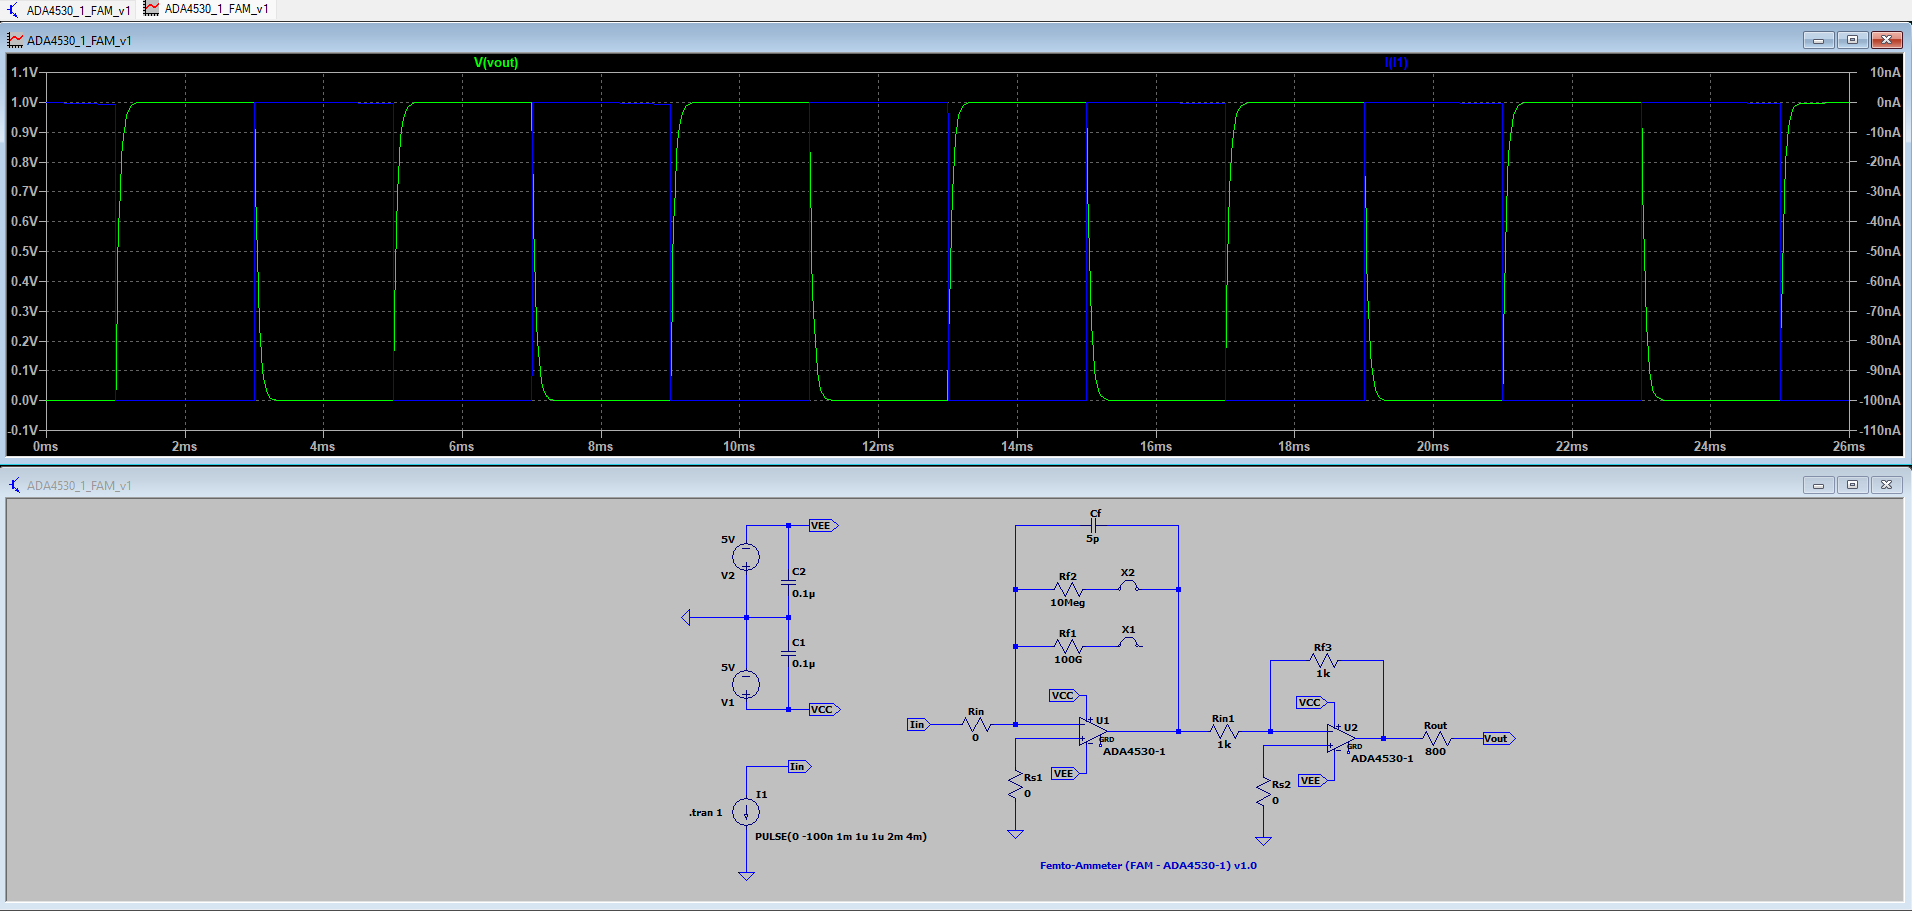 ADA4530_1_FAM_v1 ADA4530_1_FAM_v1
ADA4530_1_FAM_v1
V(vout) I(I1)
1.1V 10nA
1.0V 0nA
0.9V -10nA
0.8V -20nA
0.7V -30nA
0.6V -40nA
0.5V -50nA
0.4V -60nA
0.3V -70nA
0.2V -80nA
0.1V -90nA
0.0V -100nA
-0.1V -110nA
0ms 2ms 4ms 6ms 8ms 10ms 12ms 14ms 16ms 18ms 20ms 22ms 24ms 26ms
ADA4530_1_FAM_v1
VEE
5V
V2
C2
0.1µ
C1
0.1µ
5V
V1
VCC
Iin
I1
.tran 1
PULSE(0 -100n 1m 1u 1u 2m 4m)
Cf
5p
Rf2 X2
10Meg
Rf1 X1
100G
VCC
U1
Iin
Rin
0
GRD
ADA4530-1
VEE
Rs1
0
Rf3
1k
VCC
Rin1
1k
U2
GRD
ADA4530-1
VEE
Rs2
0
Rout
800
Vout
Femto-Ammeter (FAM - ADA4530-1) v1.0